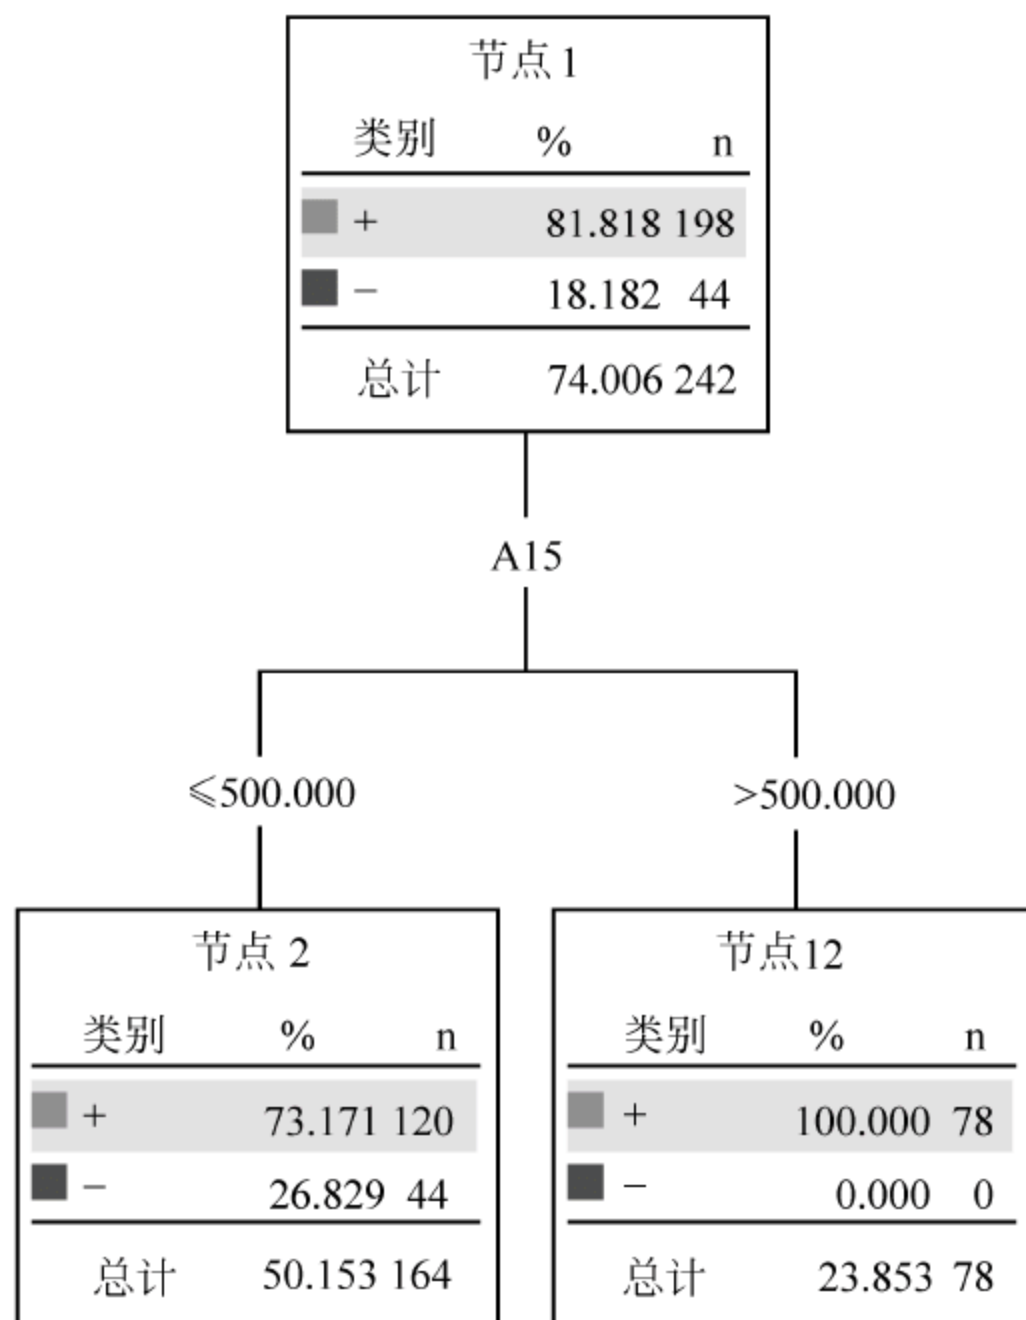 节点1
类别 % n
+ 81.818 198
− 18.182 44
总计 74.006 242
A15
≤500.000 >500.000
节点 2
类别 % n
+ 73.171 120
− 26.829 44
总计 50.153 164
节点12
类别 % n
+ 100.000 78
− 0.000 0
总计 23.853 78